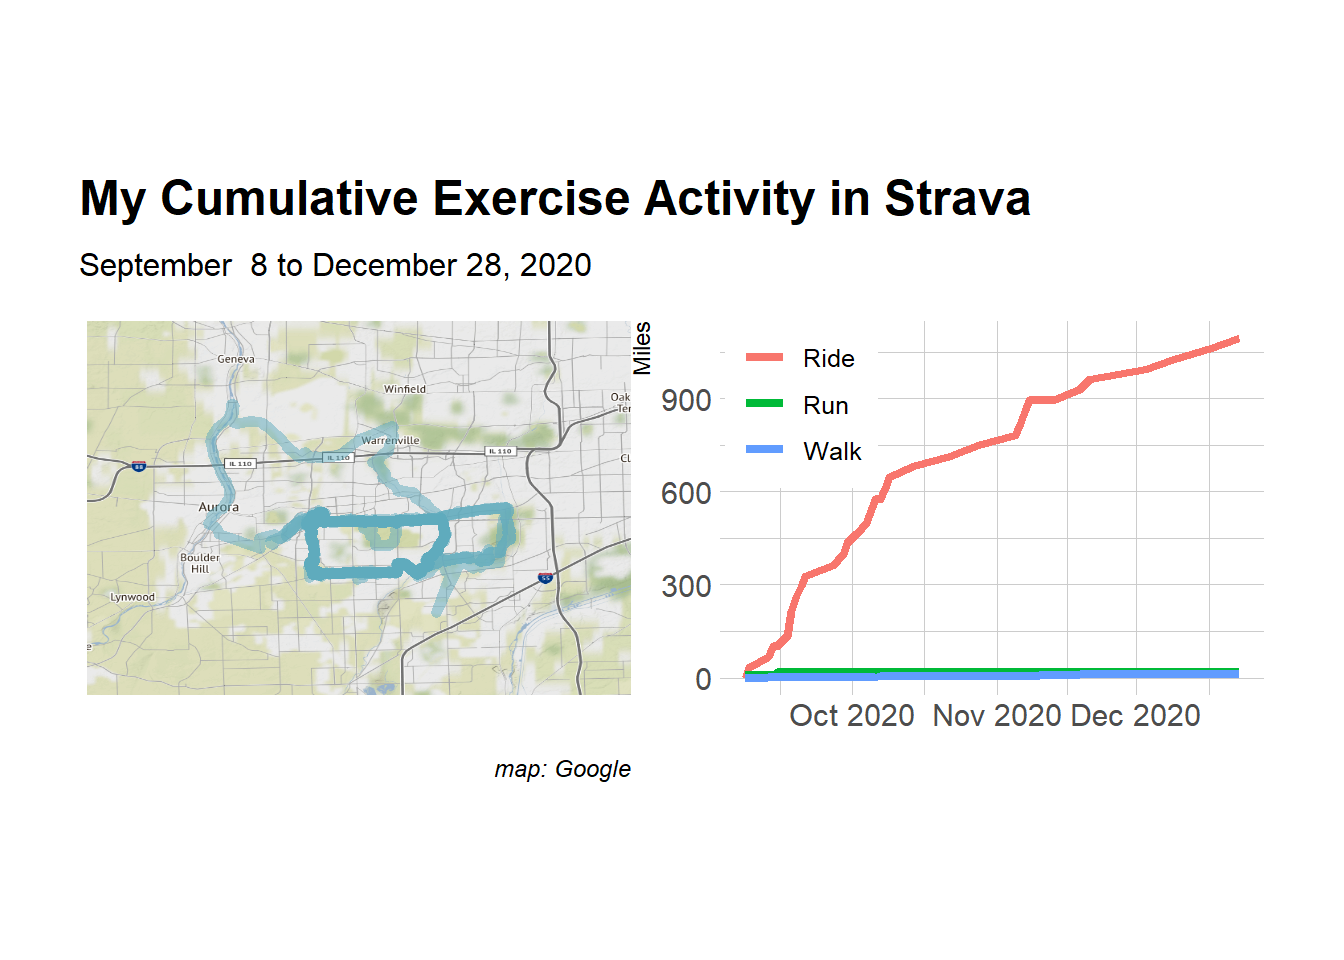 My Cumulative Exercise Activity in Strava
September  8 to December 28, 2020
Geneva
Winfield
Oak
Ter
Warrenville
IL 110
CL
88
IL 110
IL 110
Aurora
Boulder
Hill
55
Lynwood
e
map: Google
Miles
Ride
Run
Walk
900
600
300
0
Oct 2020
Nov 2020
Dec 2020